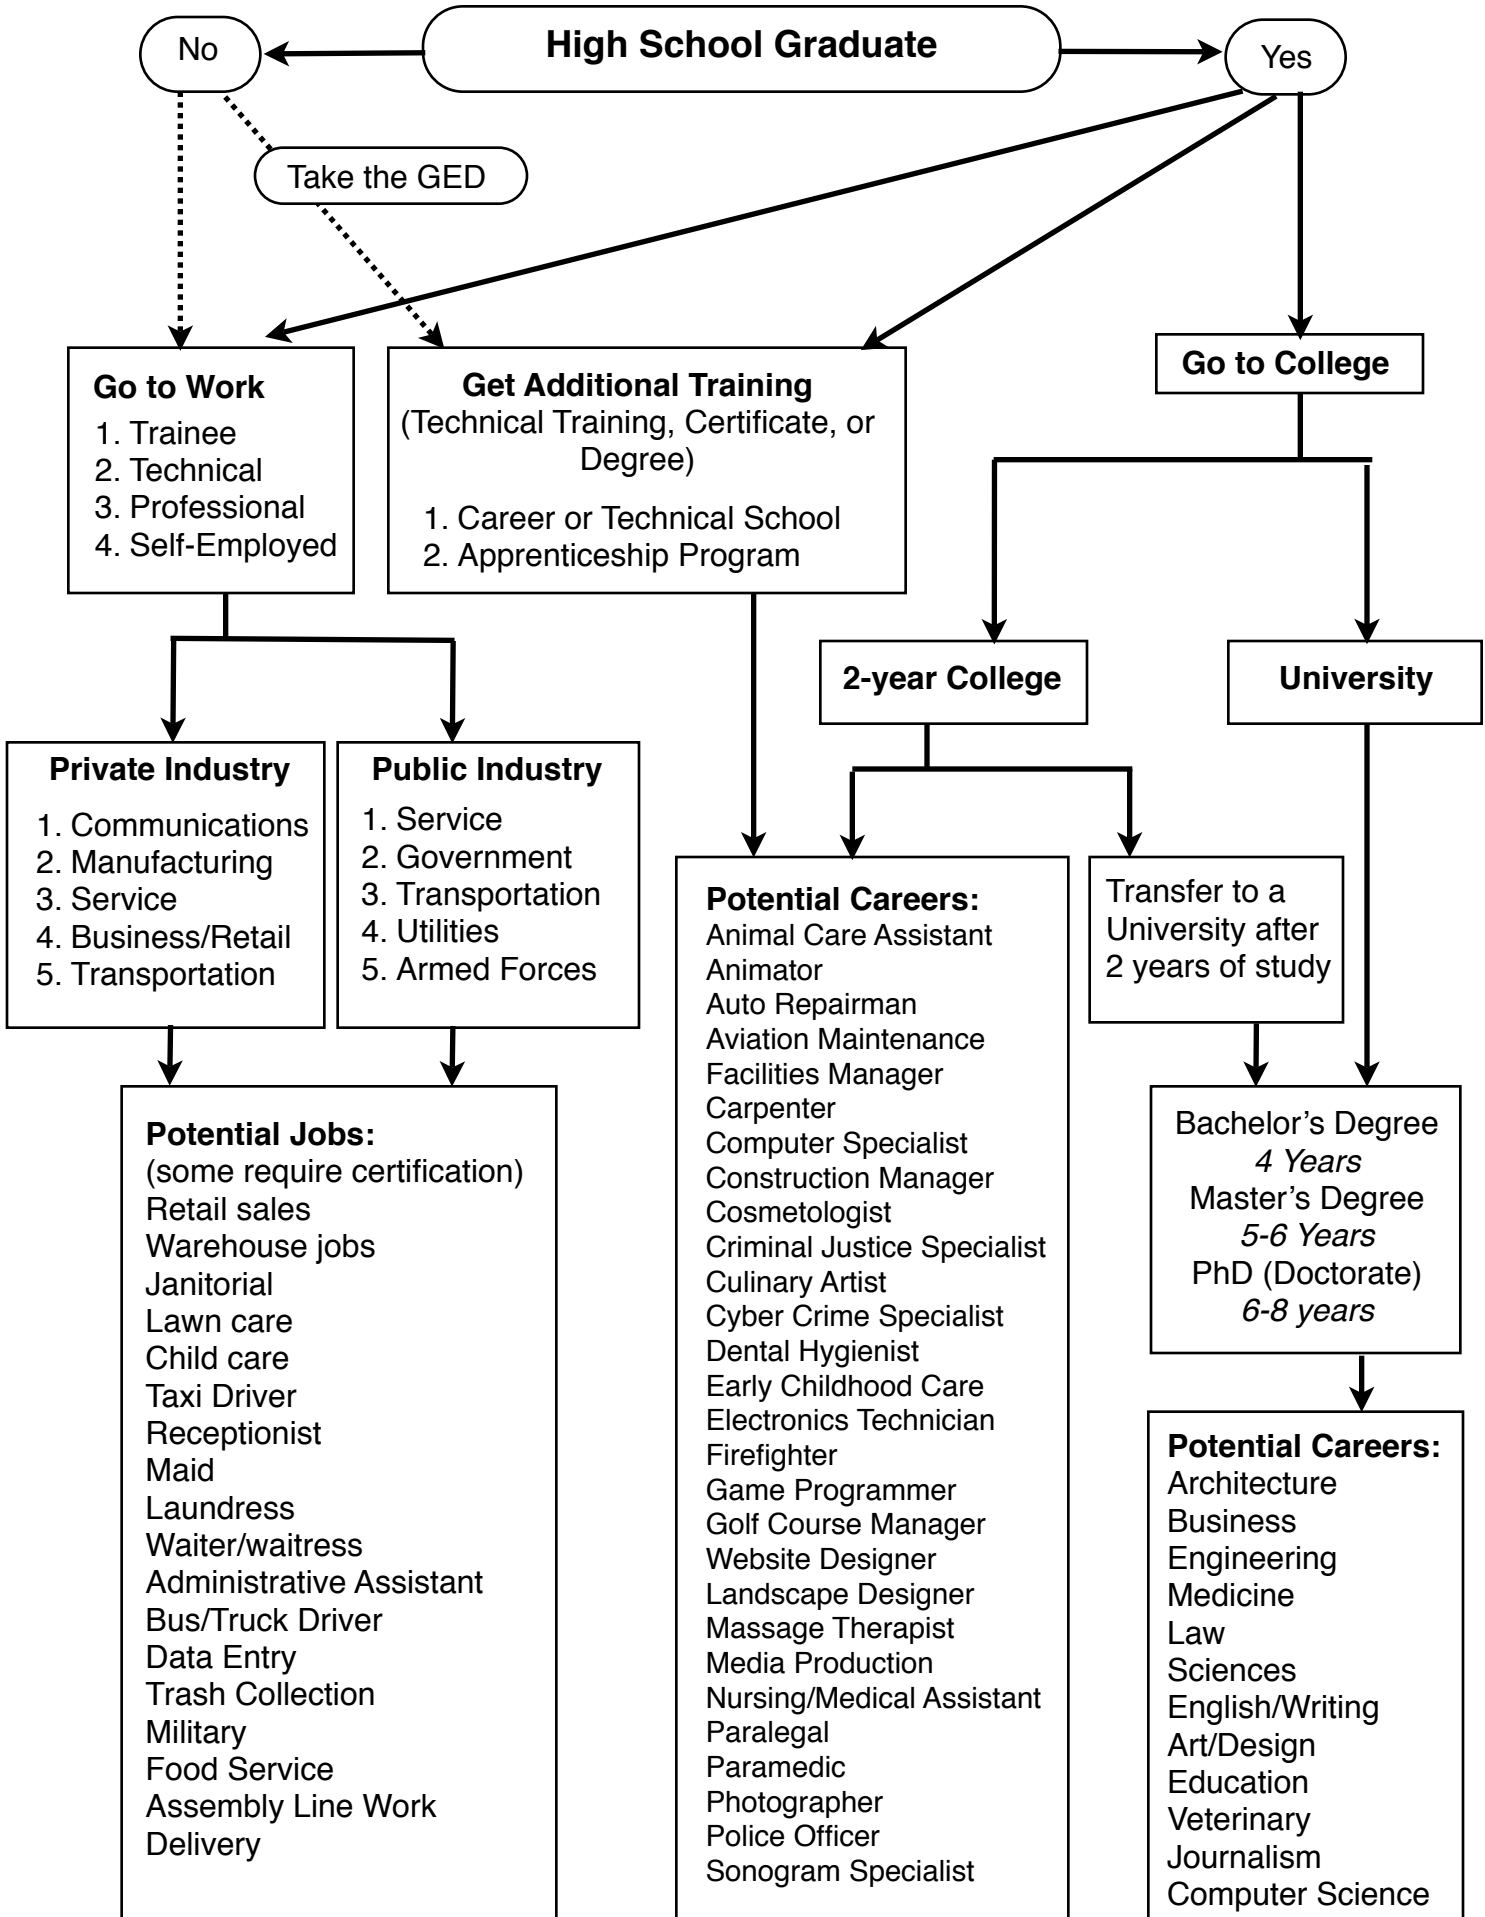 High School Graduate
No
Yes
Take the GED
Go to Work
1. Trainee
2. Technical
3. Professional
4. Self-Employed
Get Additional Training
(Technical Training, Certificate, or
Degree)
1. Career or Technical School
2. Apprenticeship Program
Go to College
2-year College
University
Private Industry
1. Communications
2. Manufacturing
3. Service
4. Business/Retail
5. Transportation
Public Industry
1. Service
2. Government
3. Transportation
4. Utilities
5. Armed Forces
Potential Jobs:
(some require certification)
Retail sales
Warehouse jobs
Janitorial
Lawn care
Child care
Taxi Driver
Receptionist
Maid
Laundress
Waiter/waitress
Administrative Assistant
Bus/Truck Driver
Data Entry
Trash Collection
Military
Food Service
Assembly Line Work
Delivery
Potential Careers:
Animal Care Assistant
Animator
Auto Repairman
Aviation Maintenance
Facilities Manager
Carpenter
Computer Specialist
Construction Manager
Cosmetologist
Criminal Justice Specialist
Culinary Artist
Cyber Crime Specialist
Dental Hygienist
Early Childhood Care
Electronics Technician
Firefighter
Game Programmer
Golf Course Manager
Website Designer
Landscape Designer
Massage Therapist
Media Production
Nursing/Medical Assistant
Paralegal
Paramedic
Photographer
Police Officer
Sonogram Specialist
Transfer to a
University after
2 years of study
Bachelor’s Degree
4 Years
Master’s Degree
5-6 Years
PhD (Doctorate)
6-8 years
Potential Careers:
Architecture
Business
Engineering
Medicine
Law
Sciences
English/Writing
Art/Design
Education
Veterinary
Journalism
Computer Science